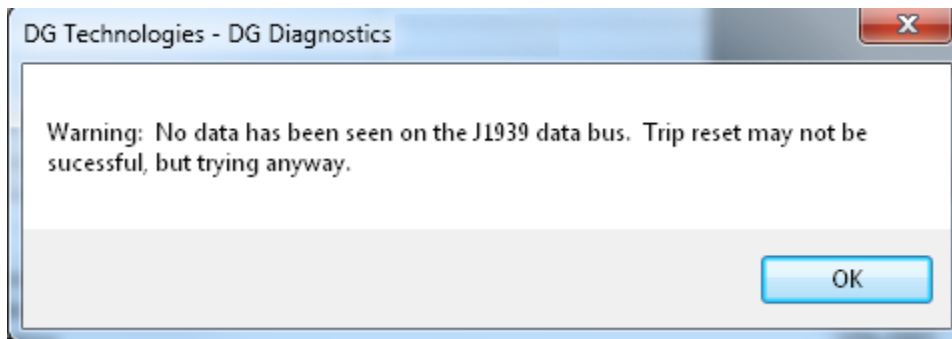 DG Technologies - DG Diagnostics
Warning:  No data has been seen on the J1939 data bus.  Trip reset may not be
sucessful, but trying anyway.
OK